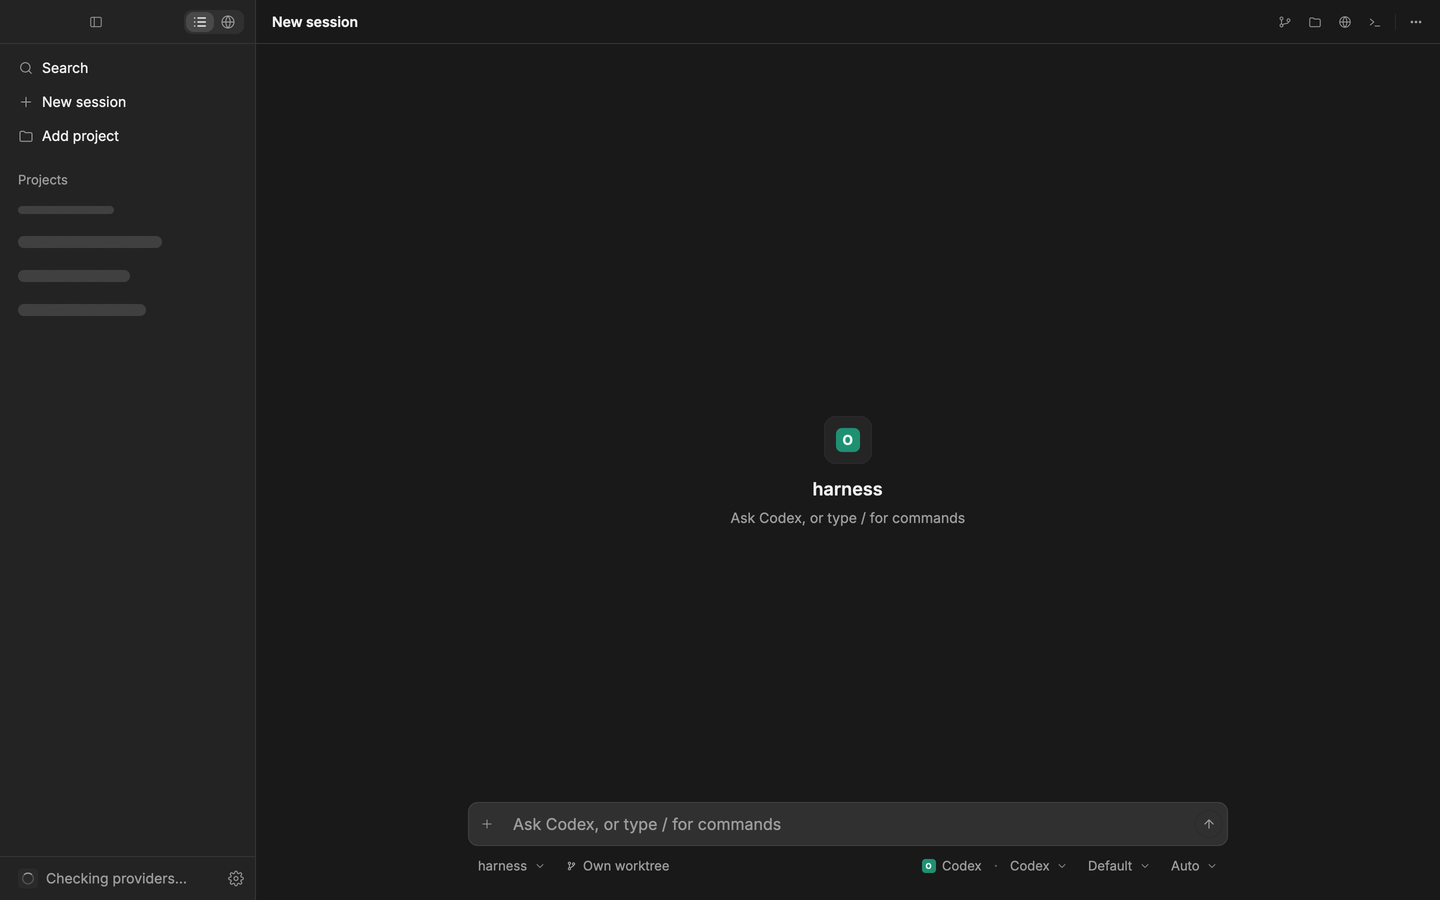 New session
Search
New session
Add project
Projects
O
harness
Ask Codex, or type / for commands
Ask Codex, or type / for commands
harness
Own worktree
O Codex · Codex
Default
Auto
Checking providers...